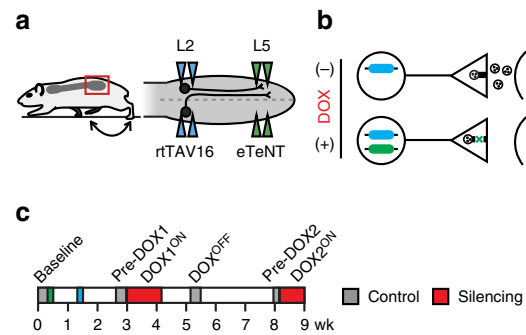 a
L2 L5
rtTAV16 eTeNT
b
DOX
(−)
(+)
c
Baseline
Pre-DOX1
DOX1ON
DOXOFF
Pre-DOX2
DOX2ON
0 1 2 3 4 5 6 7 8 9 wk
Control
Silencing